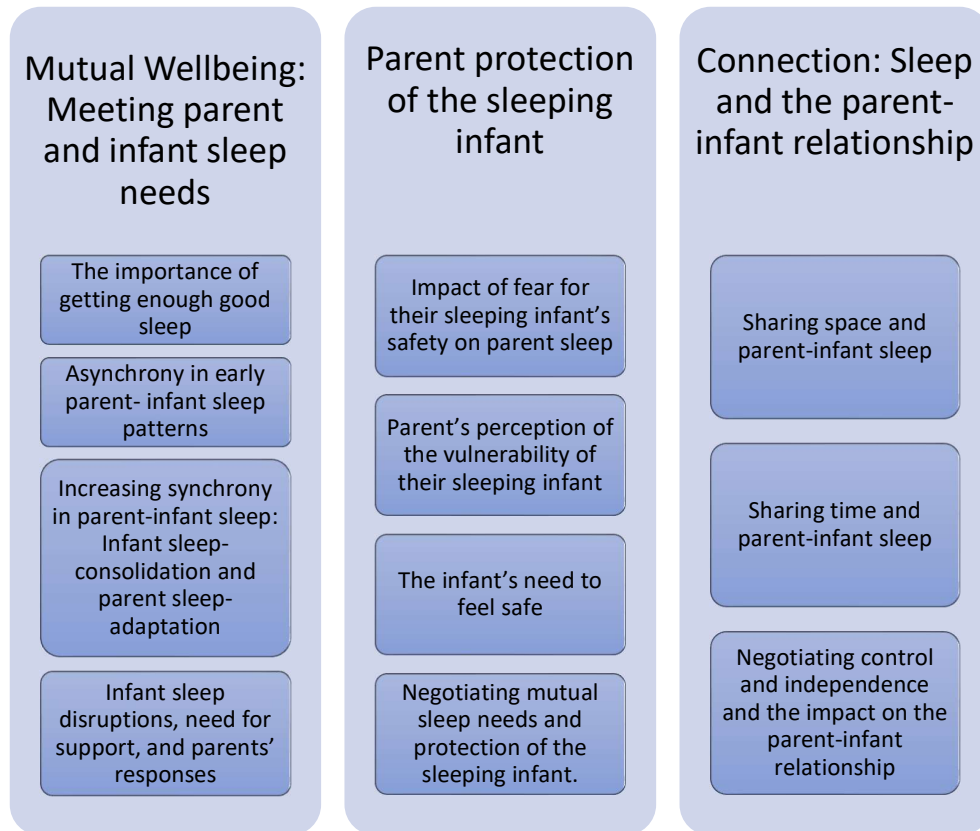 Mutual Wellbeing:
Meeting parent
and infant sleep
needs
The importance of
getting enough good
sleep
Asynchrony in early
parent- infant sleep
patterns
Increasing synchrony
in parent-infant sleep:
Infant sleep-
consolidation and
parent sleep-
adaptation
Infant sleep
disruptions, need for
support, and parents’
responses
Parent protection
of the sleeping
infant
Impact of fear for
their sleeping infant’s
safety on parent sleep
Parent’s perception of
the vulnerability of
their sleeping infant
The infant’s need to
feel safe
Negotiating mutual
sleep needs and
protection of the
sleeping infant.
Connection: Sleep
and the parent-
infant relationship
Sharing space and
parent-infant sleep
Sharing time and
parent-infant sleep
Negotiating control
and independence
and the impact on the
parent-infant
relationship